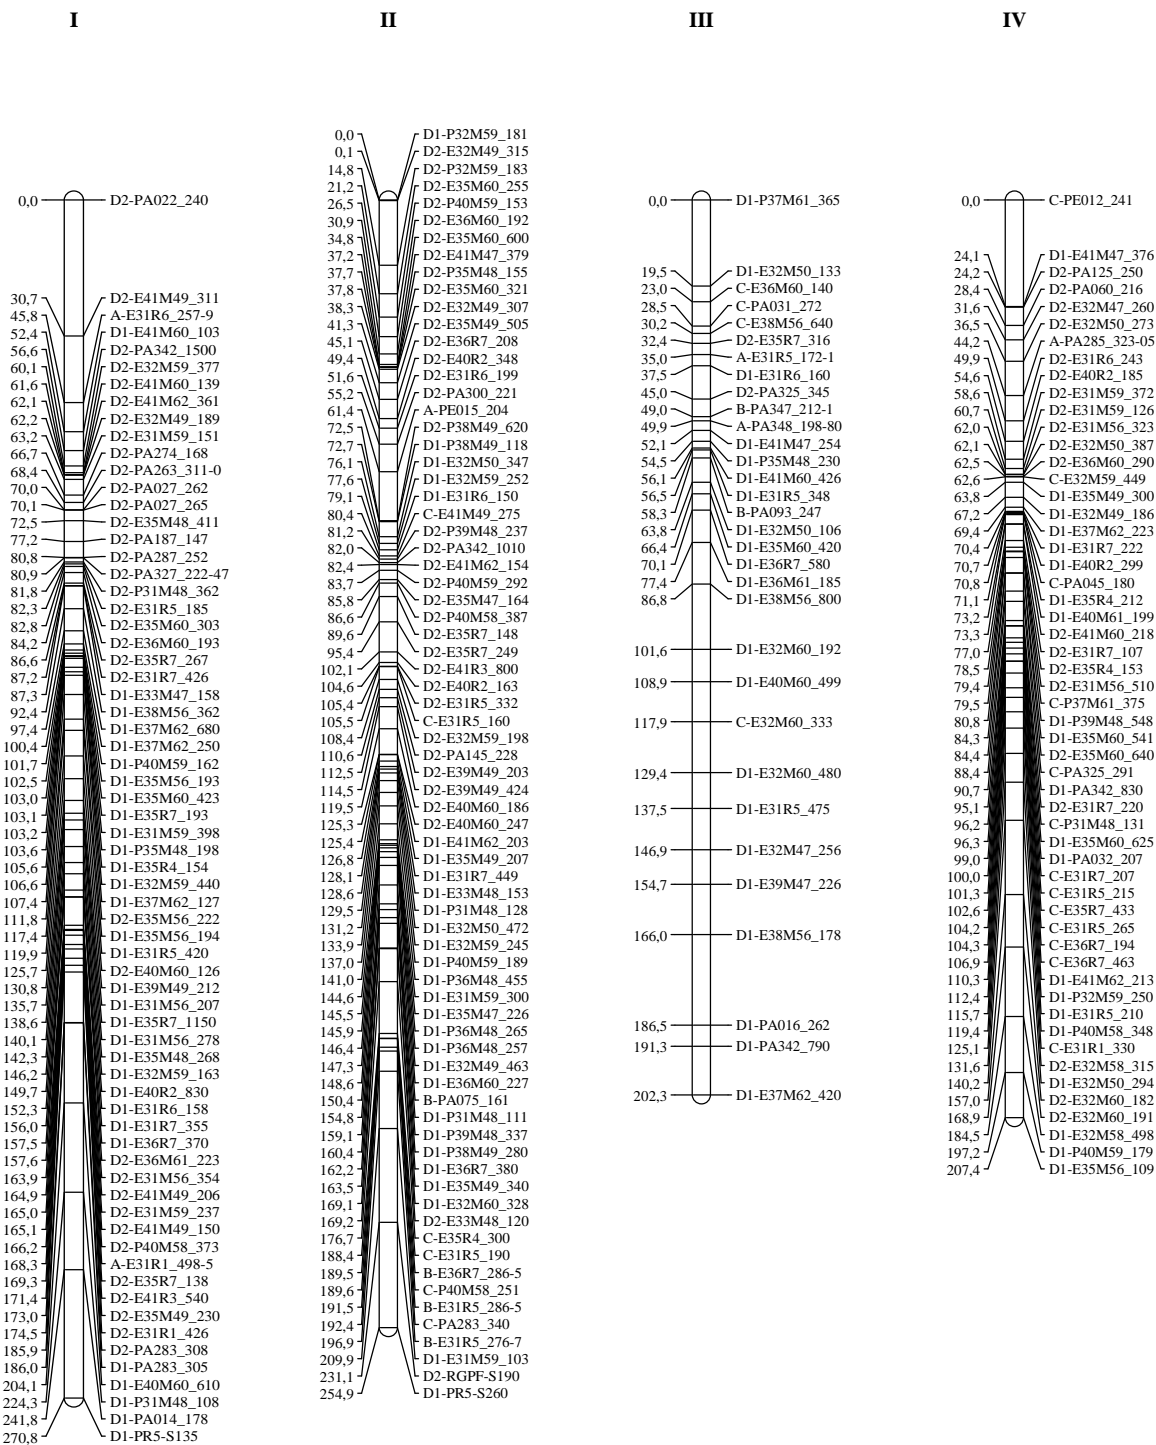 I
0,0 D2-PA022_240
30,7 D2-E41M49_311
45,8 A-E31R6_257-9
52,4 D1-E41M60_103
56,6 D2-PA342_1500
60,1 D2-E32M59_377
61,6 D2-E41M60_139
62,1 D2-E41M62_361
62,2 D2-E32M49_189
63,2 D2-E31M59_151
66,7 D2-PA274_168
68,4 D2-PA263_311-0
70,0 D2-PA027_262
70,1 D2-PA027_265
72,5 D2-E35M48_411
77,2 D2-PA187_147
80,8 D2-PA287_252
80,9 D2-PA327_222-47
81,8 D2-P31M48_362
82,3 D2-E31R5_185
82,8 D2-E35M60_303
84,2 D2-E36M60_193
86,6 D2-E35R7_267
87,2 D2-E31R7_426
87,3 D1-E33M47_158
92,4 D1-E38M56_362
97,4 D1-E37M62_680
100,4 D1-E37M62_250
101,7 D1-P40M59_162
102,5 D1-E35M56_193
103,0 D1-E35M60_423
103,1 D1-E35R7_193
103,2 D1-E31M59_398
103,6 D1-P35M48_198
105,6 D1-E35R4_154
106,6 D1-E32M59_440
107,4 D1-E37M62_127
111,8 D2-E35M56_222
117,4 D1-E35M56_194
119,9 D1-E31R5_420
125,7 D2-E40M60_126
130,8 D1-E39M49_212
135,7 D1-E31M56_207
138,6 D1-E35R7_1150
140,1 D1-E31M56_278
142,3 D1-E35M48_268
146,2 D1-E32M59_163
149,7 D1-E40R2_830
152,3 D1-E31R6_158
156,0 D1-E31R7_355
157,5 D1-E36R7_370
157,6 D2-E36M61_223
163,9 D2-E31M56_354
164,9 D2-E41M49_206
165,0 D2-E31M59_237
165,1 D2-E41M49_150
166,2 D2-P40M58_373
168,3 A-E31R1_498-5
169,3 D2-E35R7_138
171,4 D2-E41R3_540
173,0 D2-E35M49_230
174,5 D2-E31R1_426
185,9 D2-PA283_308
186,0 D1-PA283_305
204,1 D1-E40M60_610
224,3 D1-P31M48_108
241,8 D1-PA014_178
270,8 D1-PR5-S135
II
0,0 D1-P32M59_181
0,1 D2-E32M49_315
14,8 D2-P32M59_183
21,2 D2-E35M60_255
26,5 D2-P40M59_153
30,9 D2-E36M60_192
34,8 D2-E35M60_600
37,2 D2-E41M47_379
37,7 D2-P35M48_155
37,8 D2-E35M60_321
38,3 D2-E32M49_307
41,3 D2-E35M49_505
45,1 D2-E36R7_208
49,4 D2-E40R2_348
51,6 D2-E31R6_199
55,2 D2-PA300_221
61,4 A-PE015_204
72,5 D2-P38M49_620
72,7 D1-P38M49_118
76,1 D1-E32M50_347
77,6 D1-E32M59_252
79,1 D1-E31R6_150
80,4 C-E41M49_275
81,2 D2-P39M48_237
82,0 D2-PA342_1010
82,4 D2-E41M62_154
83,7 D2-P40M59_292
85,8 D2-E35M47_164
86,6 D2-P40M58_387
89,6 D2-E35R7_148
95,4 D2-E35R7_249
102,1 D2-E41R3_800
104,6 D2-E40R2_163
105,4 D2-E31R5_332
105,5 C-E31R5_160
108,4 D2-E32M59_198
110,6 D2-PA145_228
112,5 D2-E39M49_203
114,5 D2-E39M49_424
119,5 D2-E40M60_186
125,3 D2-E40M60_247
125,4 D1-E41M62_203
126,8 D1-E35M49_207
128,1 D1-E31R7_449
128,6 D1-E33M48_153
129,5 D1-P31M48_128
131,2 D1-E32M50_472
133,9 D1-E32M59_245
137,0 D1-P40M59_189
141,0 D1-P36M48_455
144,6 D1-E31M59_300
145,5 D1-E35M47_226
145,9 D1-P36M48_265
146,4 D1-P36M48_257
147,3 D1-E32M49_463
148,6 D1-E36M60_227
150,4 B-PA075_161
154,8 D1-P31M48_111
159,1 D1-P39M48_337
160,4 D1-P38M49_280
162,2 D1-E36R7_380
163,5 D1-E35M49_340
169,1 D1-E32M60_328
169,2 D2-E33M48_120
176,7 C-E35R4_300
188,4 C-E31R5_190
189,5 B-E36R7_286-5
189,6 C-P40M58_251
191,5 B-E31R5_286-5
192,4 C-PA283_340
196,9 B-E31R5_276-7
209,9 D1-E31M59_103
231,1 D2-RGPF-S190
254,9 D1-PR5-S260
III
0,0 D1-P37M61_365
19,5 D1-E32M50_133
23,0 C-E36M60_140
28,5 C-PA031_272
30,2 C-E38M56_640
32,4 D2-E35R7_316
35,0 A-E31R5_172-1
37,5 D1-E31R6_160
45,0 D2-PA325_345
49,0 B-PA347_212-1
49,9 A-PA348_198-80
52,1 D1-E41M47_254
54,5 D1-P35M48_230
56,1 D1-E41M60_426
56,5 D1-E31R5_348
58,3 B-PA093_247
63,8 D1-E32M50_106
66,4 D1-E35M60_420
70,1 D1-E36R7_580
77,4 D1-E36M61_185
86,8 D1-E38M56_800
101,6 D1-E32M60_192
108,9 D1-E40M60_499
117,9 C-E32M60_333
129,4 D1-E32M60_480
137,5 D1-E31R5_475
146,9 D1-E32M47_256
154,7 D1-E39M47_226
166,0 D1-E38M56_178
186,5 D1-PA016_262
191,3 D1-PA342_790
202,3 D1-E37M62_420
IV
0,0 C-PE012_241
24,1 D1-E41M47_376
24,2 D2-PA125_250
28,4 D2-PA060_216
31,6 D2-E32M47_260
36,5 D2-E32M50_273
44,2 A-PA285_323-05
49,9 D2-E31R6_243
54,6 D2-E40R2_185
58,6 D2-E31M59_372
60,7 D2-E31M59_126
62,0 D2-E31M56_323
62,1 D2-E32M50_387
62,5 D2-E36M60_290
62,6 C-E32M59_449
63,8 D1-E35M49_300
67,2 D1-E32M49_186
69,4 D1-E37M62_223
70,4 D1-E31R7_222
70,7 D1-E40R2_299
70,8 C-PA045_180
71,1 D1-E35R4_212
73,2 D1-E40M61_199
73,3 D2-E41M60_218
77,0 D2-E31R7_107
78,5 D2-E35R4_153
79,4 D2-E31M56_510
79,5 C-P37M61_375
80,8 D1-P39M48_548
84,3 D1-E35M60_541
84,4 D2-E35M60_640
88,4 C-PA325_291
90,7 D1-PA342_830
95,1 D2-E31R7_220
96,2 C-P31M48_131
96,3 D1-E35M60_625
99,0 D1-PA032_207
100,0 C-E31R7_207
101,3 C-E31R5_215
102,6 C-E35R7_433
104,2 C-E31R5_265
104,3 C-E36R7_194
106,9 C-E36R7_463
110,3 D1-E41M62_213
112,4 D1-P32M59_250
115,7 D1-E31R5_210
119,4 D1-P40M58_348
125,1 C-E31R1_330
131,6 D2-E32M58_315
140,2 D1-E32M50_294
157,0 D2-E32M60_182
168,9 D2-E32M60_191
184,5 D1-E32M58_498
197,2 D1-P40M59_179
207,4 D1-E35M56_109